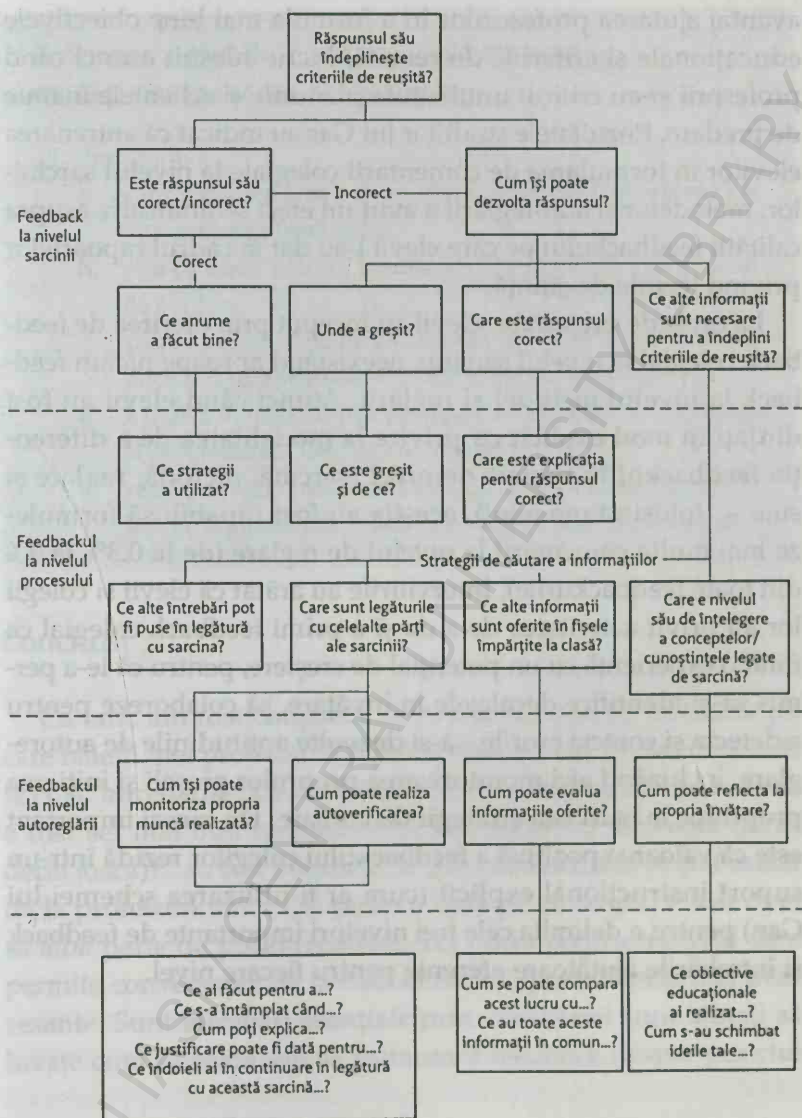 Răspunsul său
îndeplinește
criteriile de reușită?
Este răspunsul său
corect/incorect?
Incorect
Cum își poate
dezvolta răspunsul?
Feedback
la nivelul
sarcinii
Corect
Ce anume
a făcut bine?
Unde a greșit?
Care este răspunsul
corect?
Ce alte informații
sunt necesare
pentru a îndeplini
criteriile de reușită?
Ce strategii
a utilizat?
Ce este greșit
și de ce?
Care este explicația
pentru răspunsul
corect?
Feedbackul
la nivelul
procesului
Strategii de căutare a informațiilor
Ce alte întrebări pot
fi puse în legătură
cu sarcina?
Care sunt legăturile
cu celelalte părți
ale sarcinii?
Ce alte informații
sunt oferite în fișele
împărțite la clasă?
Care e nivelul
său de înțelegere
a conceptelor/
cunoștințele legate
de sarcină?
Feedbackul
la nivelul
autoreglării
Cum își poate
monitoriza propria
muncă realizată?
Cum poate realiza
autoverificarea?
Cum poate evalua
informațiile oferite?
Cum poate reflecta la
propria învățare?
Ce ai făcut pentru a...?
Ce s-a întâmplat când...?
Cum poți explica...?
Ce justificare poate fi dată pentru...?
Ce îndoieli ai în continuare în legătură
cu această sarcină...?
Cum se poate compara
acest lucru cu...?
Ce au toate aceste
informații în comun...?
Ce obiective
educaționale
ai realizat...?
Cum s-au schimbat
ideile tale...?
CENTRAL UNIVERSITY LIBRARY